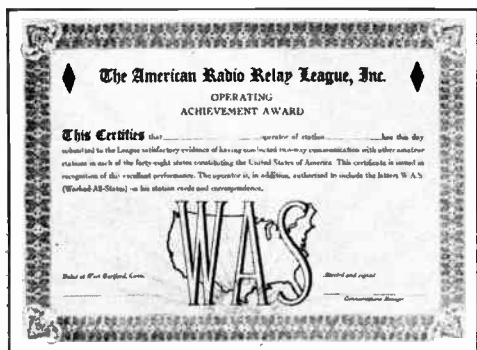 The American Radio Relay League, Inc.
OPERATING
ACHIEVEMENT AWARD
This Certifies that operator of station has this day
submitted to the League satisfactory evidence of having conducted two-way communication with other amateur
stations in each of the forty-eight states constituting the United States of America. This certificate is issued in
recognition of this excellent performance. The operator is, in addition, authorized to include the letters W A S
(Worked-All-States) on his station cards and correspondence.
WAS
Dated at West Hartford, Conn. Attested and signed
Communications Manager